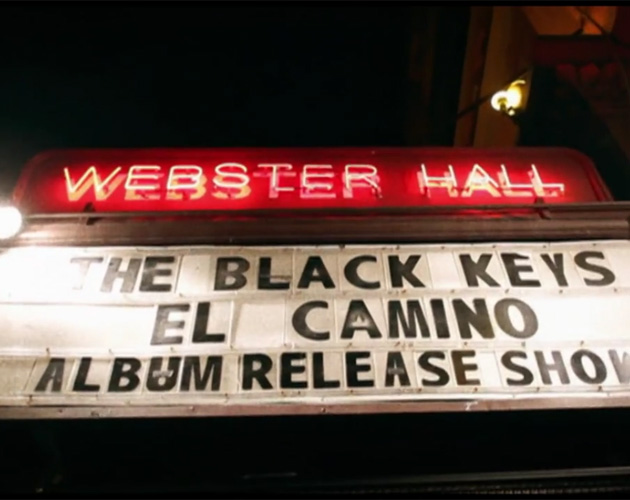 WEBSTER HALL
THE BLACK KEYS
EL CAMINO
ALBUM RELEASE SHOW